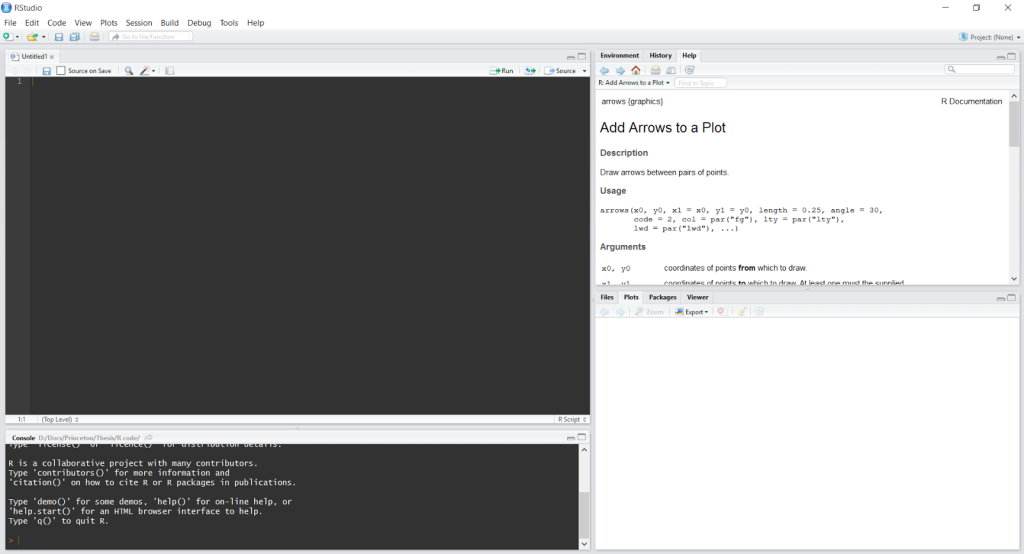 RStudio
File Edit Code View Plots Session Build Debug Tools Help
Go to file/function
Project: (None)
Untitled1
Source on Save
Run
Source
1
1:1 (Top Level)
R Script
Console D:/Docs/Princeton/Thesis/R code/
Type 'license()' or 'licence()' for distribution details.
R is a collaborative project with many contributors.
Type 'contributors()' for more information and
'citation()' on how to cite R or R packages in publications.
Type 'demo()' for some demos, 'help()' for on-line help, or
'help.start()' for an HTML browser interface to help.
Type 'q()' to quit R.
>
Environment History Help
R: Add Arrows to a Plot
Find in Topic
arrows {graphics}
R Documentation
Add Arrows to a Plot
Description
Draw arrows between pairs of points.
Usage
arrows(x0, y0, x1 = x0, y1 = y0, length = 0.25, angle = 30,
code = 2, col = par("fg"), lty = par("lty"),
lwd = par("lwd"), ...)
Arguments
x0, y0 coordinates of points from which to draw.
x1, y1 coordinates of points to which to draw. At least one must the supplied
Files Plots Packages Viewer
Zoom Export